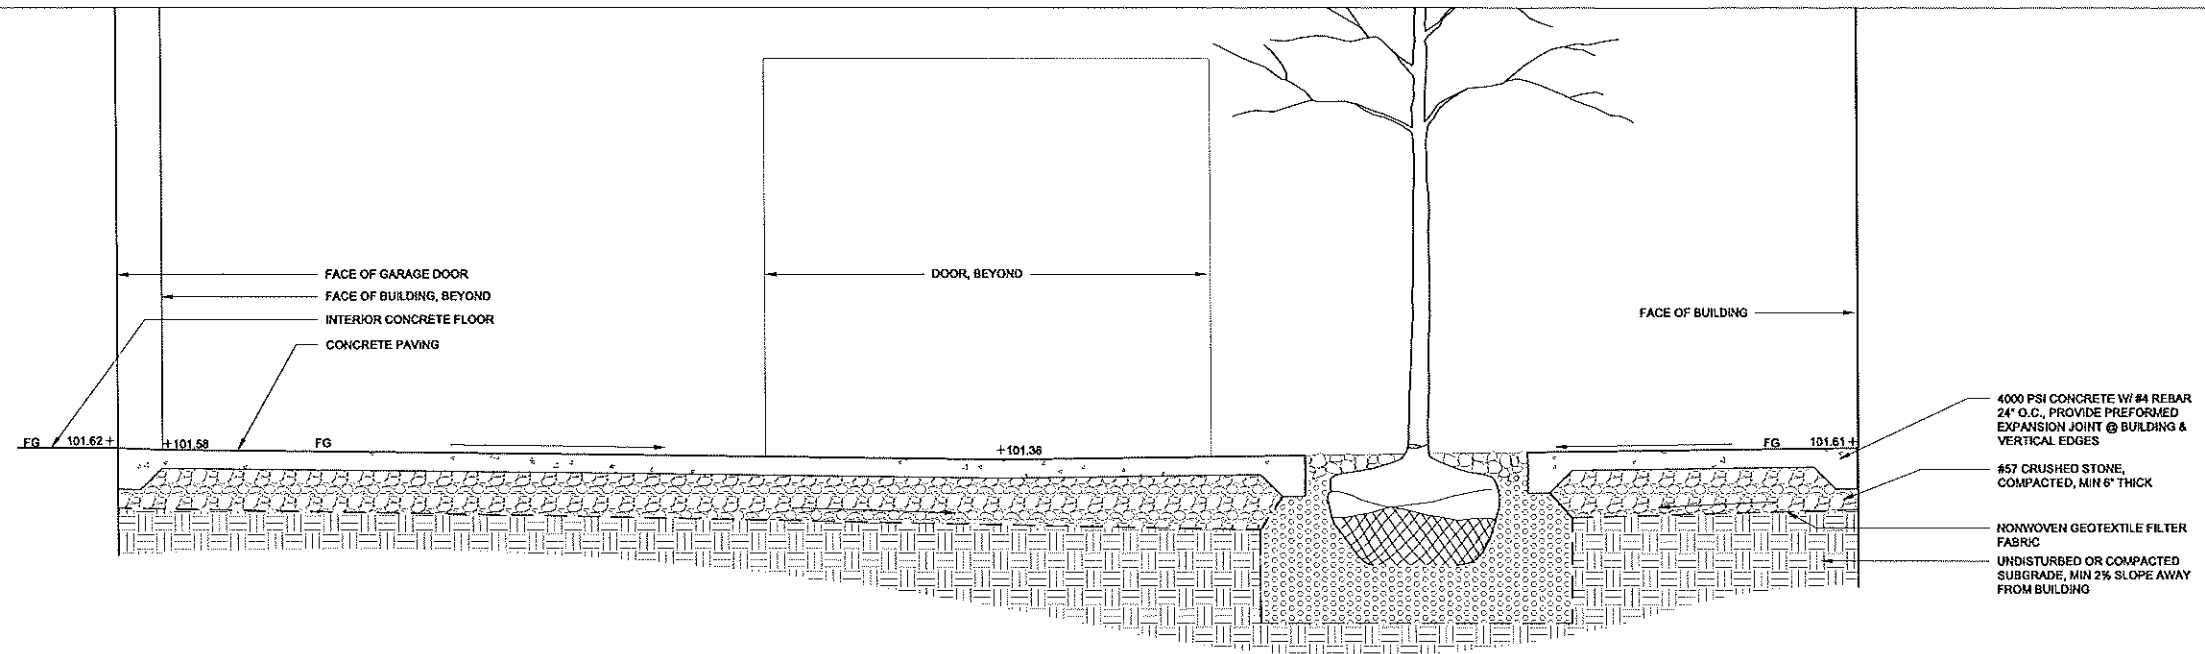 FACE OF GARAGE DOOR
FACE OF BUILDING, BEYOND
INTERIOR CONCRETE FLOOR
CONCRETE PAVING
DOOR, BEYOND
FACE OF BUILDING
FG
101.62 +
+101.58
FG
+101.36
FG
101.61 +
4000 PSI CONCRETE W/ #4 REBAR
24" O.C., PROVIDE PREFORMED
EXPANSION JOINT @ BUILDING &
VERTICAL EDGES
#57 CRUSHED STONE,
COMPACTED, MIN 6" THICK
NONWOVEN GEOTEXTILE FILTER
FABRIC
UNDISTURBED OR COMPACTED
SUBGRADE, MIN 2% SLOPE AWAY
FROM BUILDING